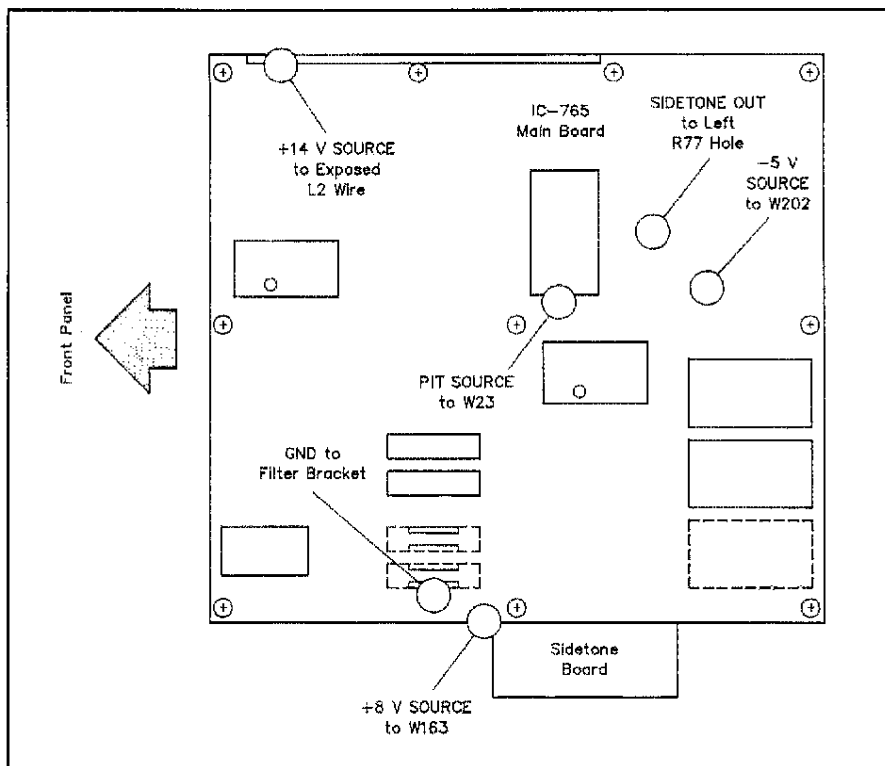 IC-765
Main Board
SIDETONE OUT
to Left
R77 Hole
+14 V SOURCE
to Exposed
L2 Wire
-5 V
SOURCE
to W202
Front Panel
PIT SOURCE
to W23
GND to
Filter Bracket
Sidetone
Board
+8 V SOURCE
to W163